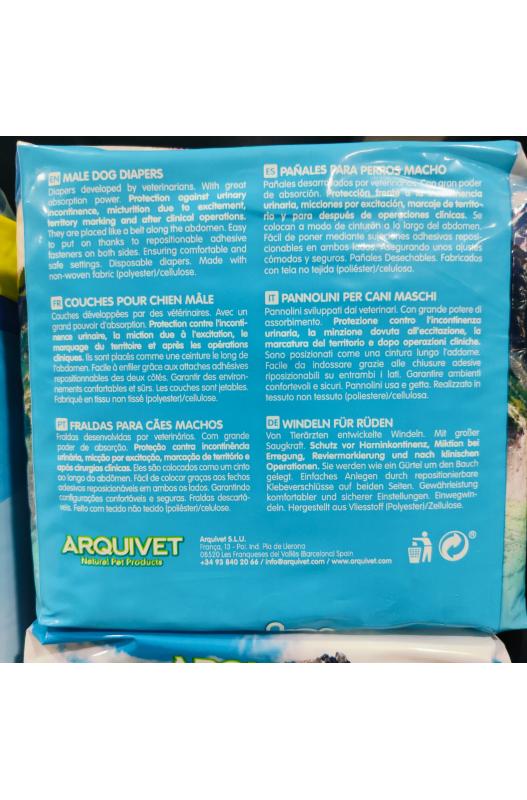 EN MALE DOG DIAPERS
Diapers developed by veterinarians. With great
absorption power. Protection against urinary
incontinence, micturition due to excitement,
territory marking and after clinical operations.
They are placed like a belt along the abdomen. Easy
to put on thanks to repositionable adhesive
fasteners on both sides. Ensuring comfortable and
safe settings. Disposable diapers. Made with
non-woven fabric (polyester)/cellulose.
ES PAÑALES PARA PERROS MACHO
Pañales desarrollados por veterinarios. Con gran poder
de absorción. Protección frente a la incontinencia
urinaria, micciones por excitación, marcaje de territo-
rio y para después de operaciones clínicas. Se
colocan a modo de cinturón a lo largo del abdomen.
Fácil de poner mediante sujeciones adhesivas reposi-
cionables en ambos lados. Asegurando unos ajustes
cómodos y seguros. Pañales Desechables. Fabricados
con tela no tejida (poliéster)/celulosa.
FR COUCHES POUR CHIEN MÂLE
Couches développées par des vétérinaires. Avec un
grand pouvoir d'absorption. Protection contre l'inconti-
nence urinaire, la miction due à l'excitation, le
marquage du territoire et après les opérations
cliniques. Ils sont placés comme une ceinture le long de
l'abdomen. Facile à enfiler grâce aux attaches adhésives
repositionnables des deux côtés. Garantir des environ-
nements confortables et sûrs. Les couches sont jetables.
Fabriqué en tissu non tissé (polyester)/cellulose.
IT PANNOLINI PER CANI MASCHI
Pannolini sviluppati dai veterinari. Con grande potere di
assorbimento. Protezione contro l'incontinenza
urinaria, la minzione dovuta all'eccitazione, la
marcatura del territorio e dopo operazioni cliniche.
Sono posizionati come una cintura lungo l'addome.
Facile da indossare grazie alle chiusure adesive
riposizionabili su entrambi i lati. Garantire ambienti
confortevoli e sicuri. Pannolini usa e getta. Realizzato in
tessuto non tessuto (poliestere)/cellulosa.
PT FRALDAS PARA CÃES MACHOS
Fraldas desenvolvidas por veterinários. Com grande
poder de absorção. Proteção contra incontinência
urinária, micção por excitação, marcação de território e
após cirurgias clínicas. Eles são colocados como um cinto
ao longo do abdômen. Fácil de colocar graças aos fechos
adesivos reposicionáveis em ambos os lados. Garantindo
configurações confortáveis e seguras. Fraldas descartá-
veis. Feito com tecido não tecido (poliéster)/celulose.
DE WINDELN FÜR RÜDEN
Von Tierärzten entwickelte Windeln. Mit großer
Saugkraft. Schutz vor Harninkontinenz, Miktion bei
Erregung, Reviermarkierung und nach klinischen
Operationen. Sie werden wie ein Gürtel um den Bauch
gelegt. Einfaches Anlegen durch repositionierbare
Klebeverschlüsse auf beiden Seiten. Gewährleistung
komfortabler und sicherer Einstellungen. Einwegwin-
deln. Hergestellt aus Vliesstoff (Polyester)/Zellulose.
ARQUIVET
Natural Pet Products
Arquivet S.L.U.
França, 13 - Pol. Ind. Pla de Llerona
08520 Les Franqueses del Vallès Barcelona) Spain
+34 93 840 20 66 / info@arquivet.com / www.arquivet.com